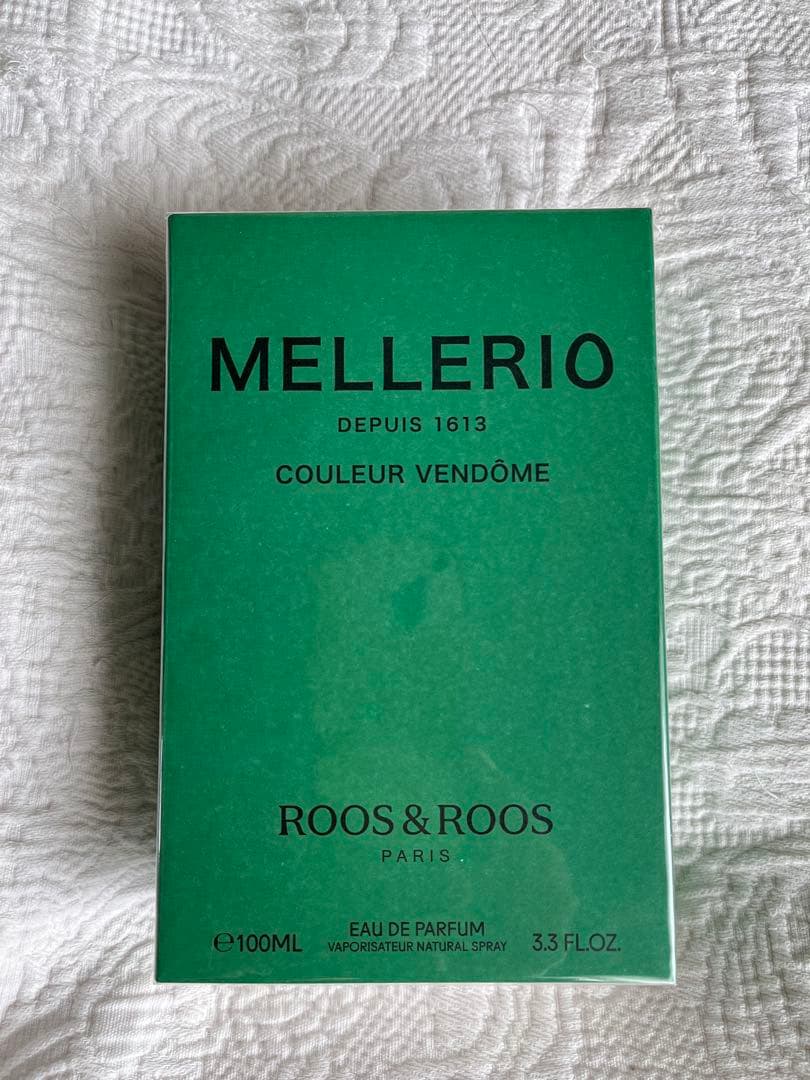 MELLERIO
DEPUIS 1613
COULEUR VENDÔME
ROOS & ROOS
PARIS
EAU DE PARFUM
℮100ML VAPORISATEUR NATURAL SPRAY 3.3 FL.OZ.